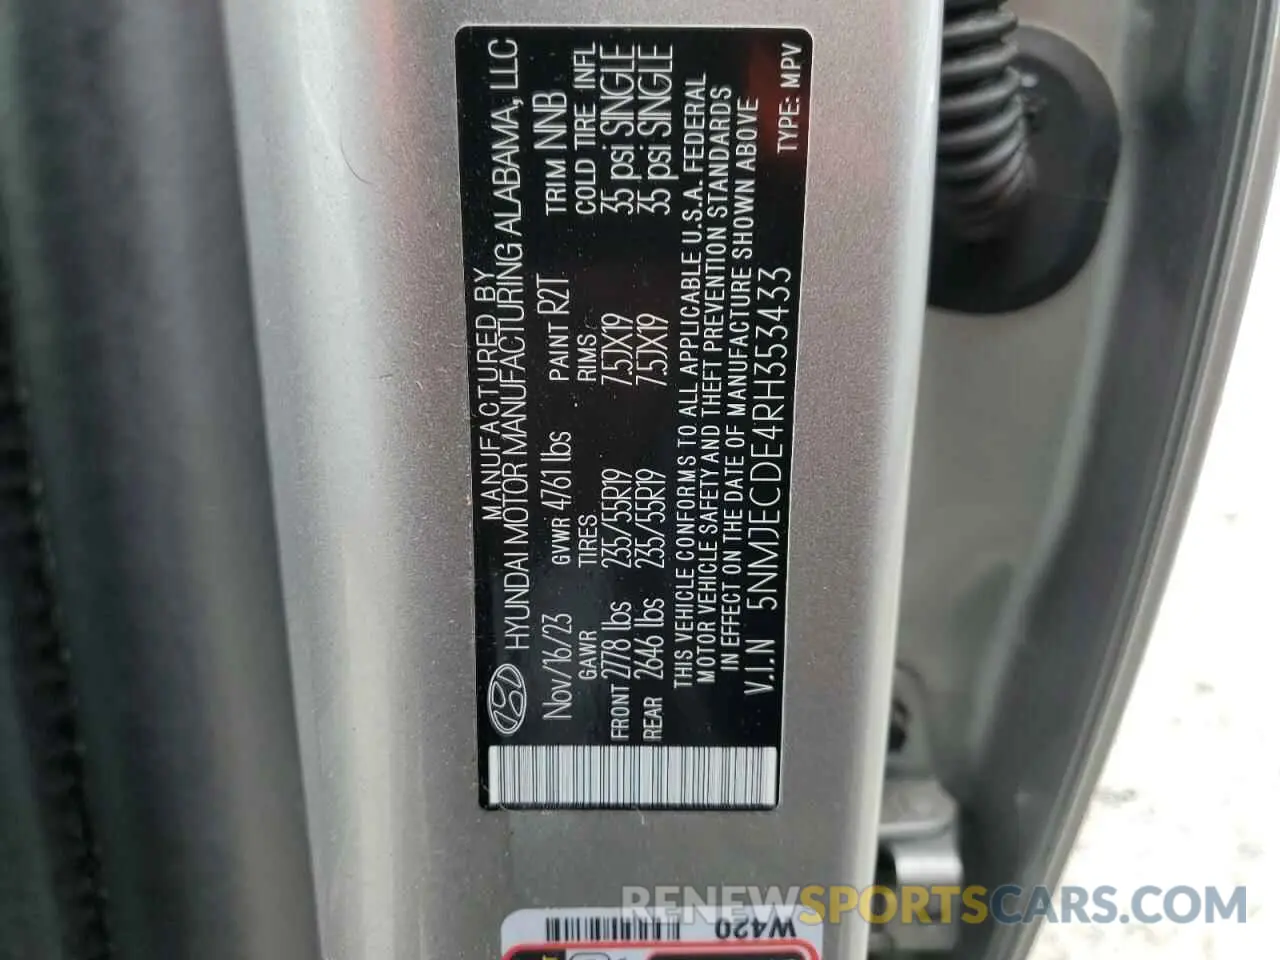 MANUFACTURED BY
HYUNDAI MOTOR MANUFACTURING ALABAMA, LLC
Nov/16/23 GVWR 4761 lbs PAINT R2T TRIM NNB
GAWR TIRES RIMS COLD TIRE INFL
FRONT 2778 lbs 235/55R19 7.5JX19 35 psi SINGLE
REAR 2646 lbs 235/55R19 7.5JX19 35 psi SINGLE
THIS VEHICLE CONFORMS TO ALL APPLICABLE U.S.A. FEDERAL
MOTOR VEHICLE SAFETY AND THEFT PREVENTION STANDARDS
IN EFFECT ON THE DATE OF MANUFACTURE SHOWN ABOVE
V.I.N 5NMJECDE4RH353433
TYPE: MPV
W420
RENEWSPORTSCARS.COM